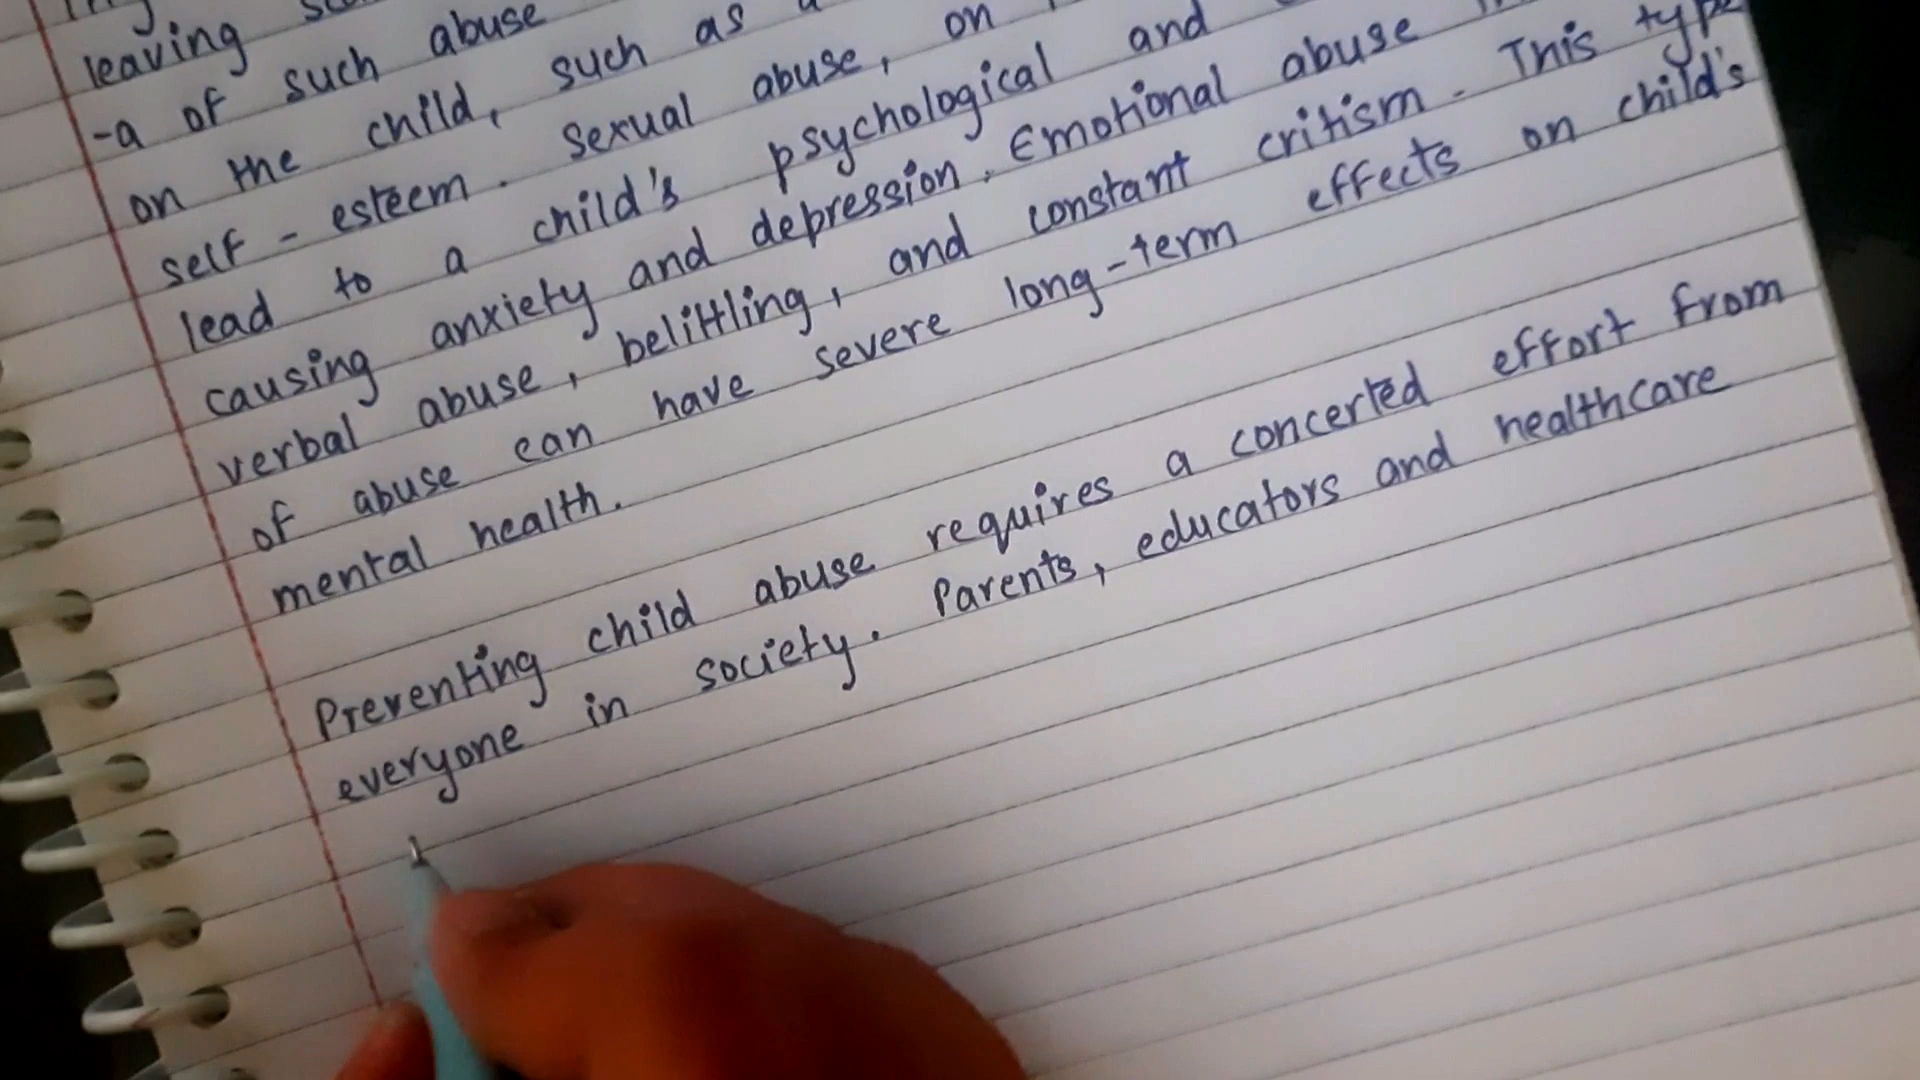 leaving
-a of such abuse
on the child, such as a
self - esteem. Sexual abuse, on
lead to a child's psychological and
causing anxiety and depression. Emotional abuse
verbal abuse, belittling, and constant critism. This type
of abuse can have severe long-term effects on child's
mental health.
Preventing child abuse requires a concerted effort from
everyone in society. Parents, educators and healthcare